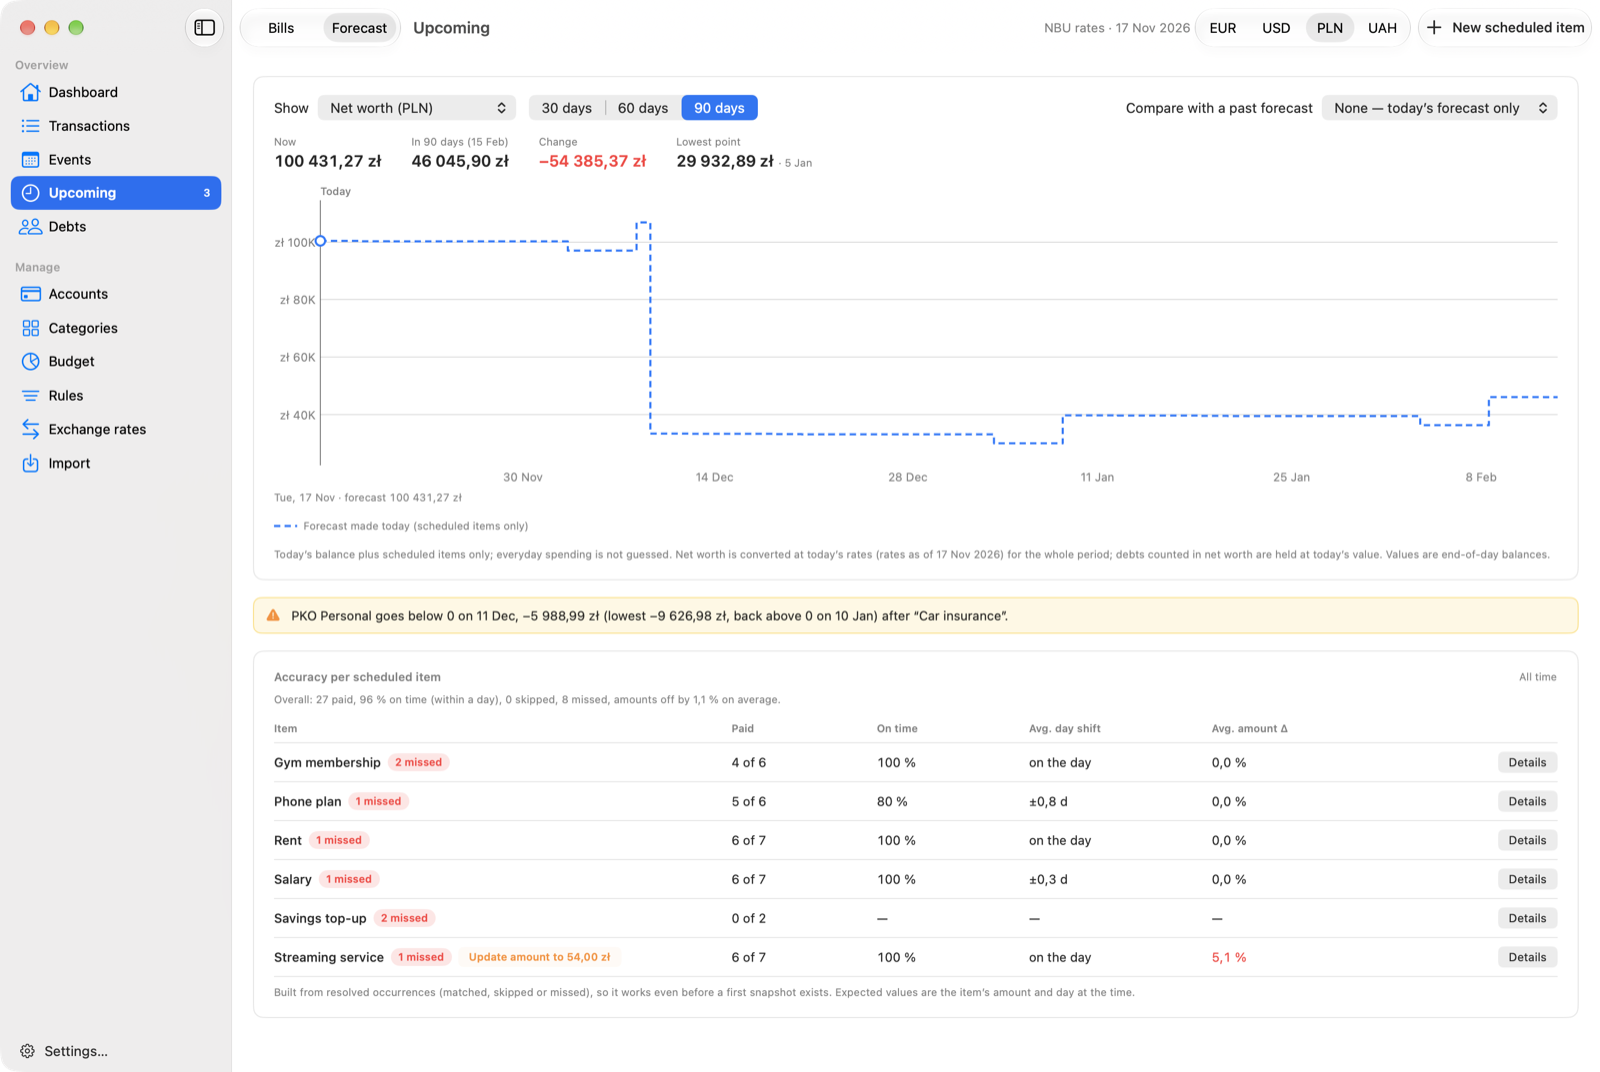 Bills
Forecast
Upcoming
NBU rates · 17 Nov 2026
EUR
USD
PLN
UAH
New scheduled item
Overview
Dashboard
Transactions
Events
Upcoming
3
Debts
Manage
Accounts
Categories
Budget
Rules
Exchange rates
Import
Settings...
Show
Net worth (PLN)
30 days
60 days
90 days
Compare with a past forecast
None — today's forecast only
Now
100 431,27 zł
In 90 days (15 Feb)
46 045,90 zł
Change
−54 385,37 zł
Lowest point
29 932,89 zł · 5 Jan
Today
zł 100K
zł 80K
zł 60K
zł 40K
30 Nov
14 Dec
28 Dec
11 Jan
25 Jan
8 Feb
Tue, 17 Nov · forecast 100 431,27 zł
Forecast made today (scheduled items only)
Today's balance plus scheduled items only; everyday spending is not guessed. Net worth is converted at today's rates (rates as of 17 Nov 2026) for the whole period; debts counted in net worth are held at today's value. Values are end-of-day balances.
PKO Personal goes below 0 on 11 Dec, −5 988,99 zł (lowest −9 626,98 zł, back above 0 on 10 Jan) after “Car insurance”.
Accuracy per scheduled item
All time
Overall: 27 paid, 96 % on time (within a day), 0 skipped, 8 missed, amounts off by 1,1 % on average.
Item Paid On time Avg. day shift Avg. amount Δ
Gym membership 2 missed 4 of 6 100 % on the day 0,0 % Details
Phone plan 1 missed 5 of 6 80 % ±0,8 d 0,0 % Details
Rent 1 missed 6 of 7 100 % on the day 0,0 % Details
Salary 1 missed 6 of 7 100 % ±0,3 d 0,0 % Details
Savings top-up 2 missed 0 of 2 — — — Details
Streaming service 1 missed Update amount to 54,00 zł 6 of 7 100 % on the day 5,1 % Details
Built from resolved occurrences (matched, skipped or missed), so it works even before a first snapshot exists. Expected values are the item's amount and day at the time.